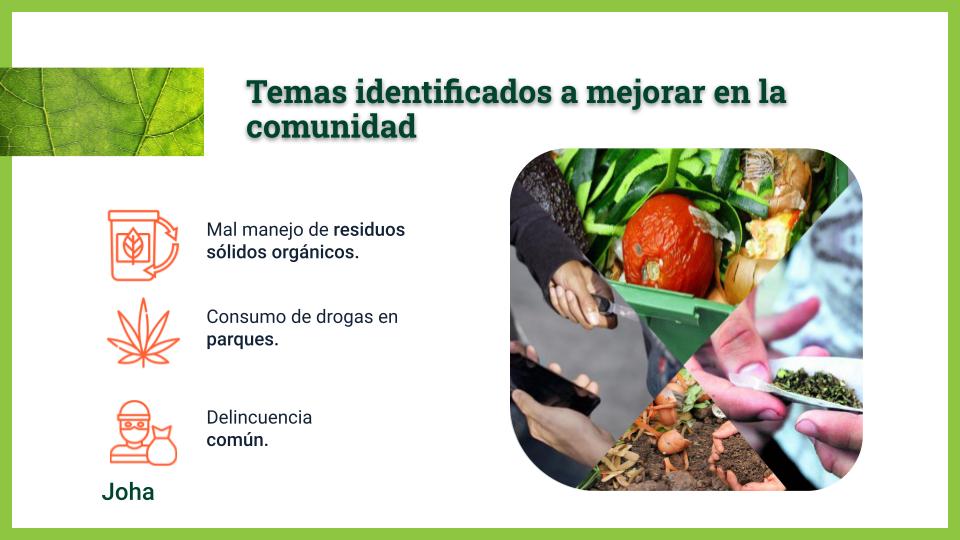 Temas identificados a mejorar en la
comunidad
Mal manejo de residuos
sólidos orgánicos.
Consumo de drogas en
parques.
Delincuencia
común.
Joha